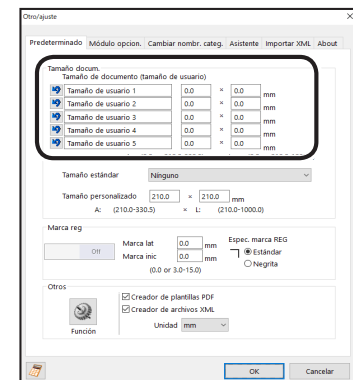 Otro/ajuste ×
Predeterminado Módulo opcion. Cambiar nombr. categ. Asistente Importar XML About
Tamaño docum.
Tamaño de documento (tamaño de usuario)
Tamaño de usuario 1 0.0 × 0.0 mm
Tamaño de usuario 2 0.0 × 0.0 mm
Tamaño de usuario 3 0.0 × 0.0 mm
Tamaño de usuario 4 0.0 × 0.0 mm
Tamaño de usuario 5 0.0 × 0.0 mm
Tamaño estándar Ninguno
Tamaño personalizado 210.0 × 210.0 mm
A: (210.0-330.5) × L: (210.0-1000.0)
Marca reg
Off Marca lat 0.0 mm Espec. marca REG
Marca inic 0.0 mm Estándar
(0.0 or 3.0-15.0) Negrita
Otros
Creador de plantillas PDF
Creador de archivos XML
Función Unidad mm
OK Cancelar